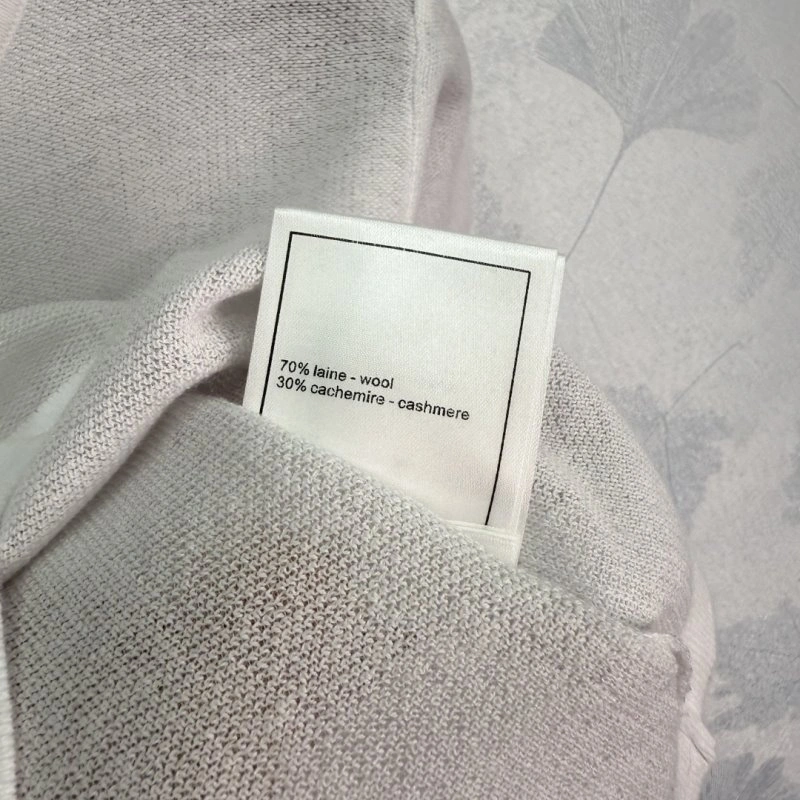 70% laine - wool
30% cachemire - cashmere